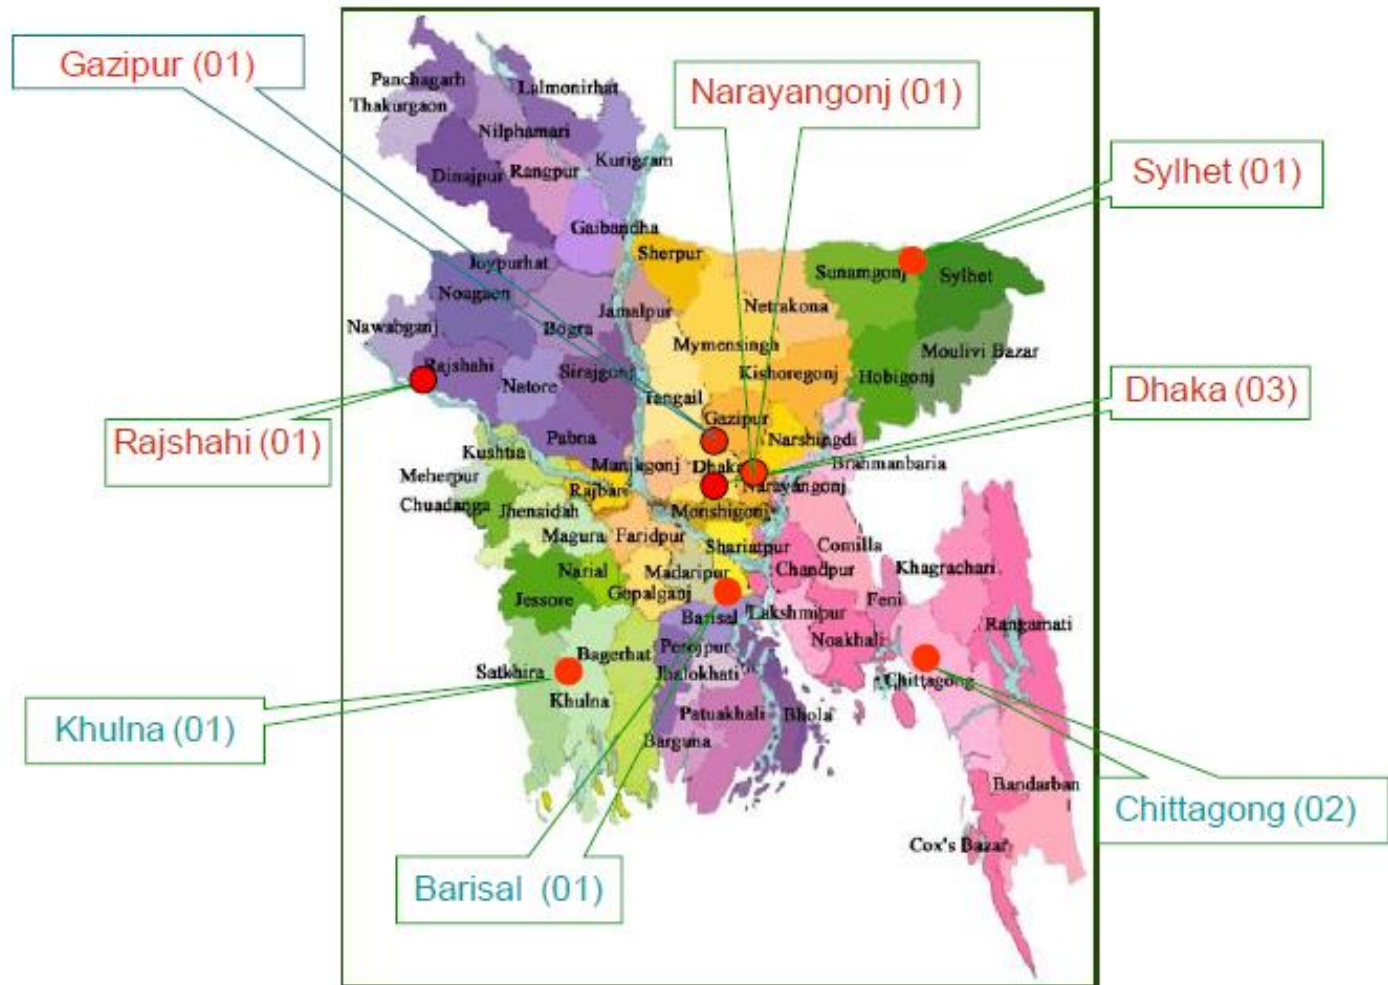 Gazipur (01)
Narayangonj (01)
Sylhet (01)
Dhaka (03)
Rajshahi (01)
Khulna (01)
Barisal (01)
Chittagong (02)
Panchagarh
Thakurgaon
Lalmonirhat
Nilphamari
Kurigram
Dinajpur
Rangpur
Gaibandha
Joypurhat
Noagaon
Nawabganj
Bogra
Rajshahi
Natore
Sirajgonj
Pabna
Sherpur
Jamalpur
Netrakona
Mymensingh
Kishoregonj
Tangail
Gazipur
Narshingdi
Manikgonj
Dhaka
Narayangonj
Sunamgonj
Sylhet
Moulivi Bazar
Hobigonj
Brahmanbaria
Kushtia
Meherpur
Chuadanga
Jhenaidah
Magura
Rajbari
Faridpur
Monshigonj
Shariatpur
Madaripur
Gopalganj
Narial
Jessore
Satkhira
Bagerhat
Khulna
Barisal
Perojpur
Jhalokhati
Patuakhali
Barguna
Bhola
Comilla
Chandpur
Lakshmipur
Noakhali
Feni
Khagrachari
Rangamati
Chittagong
Bandarban
Cox's Bazar